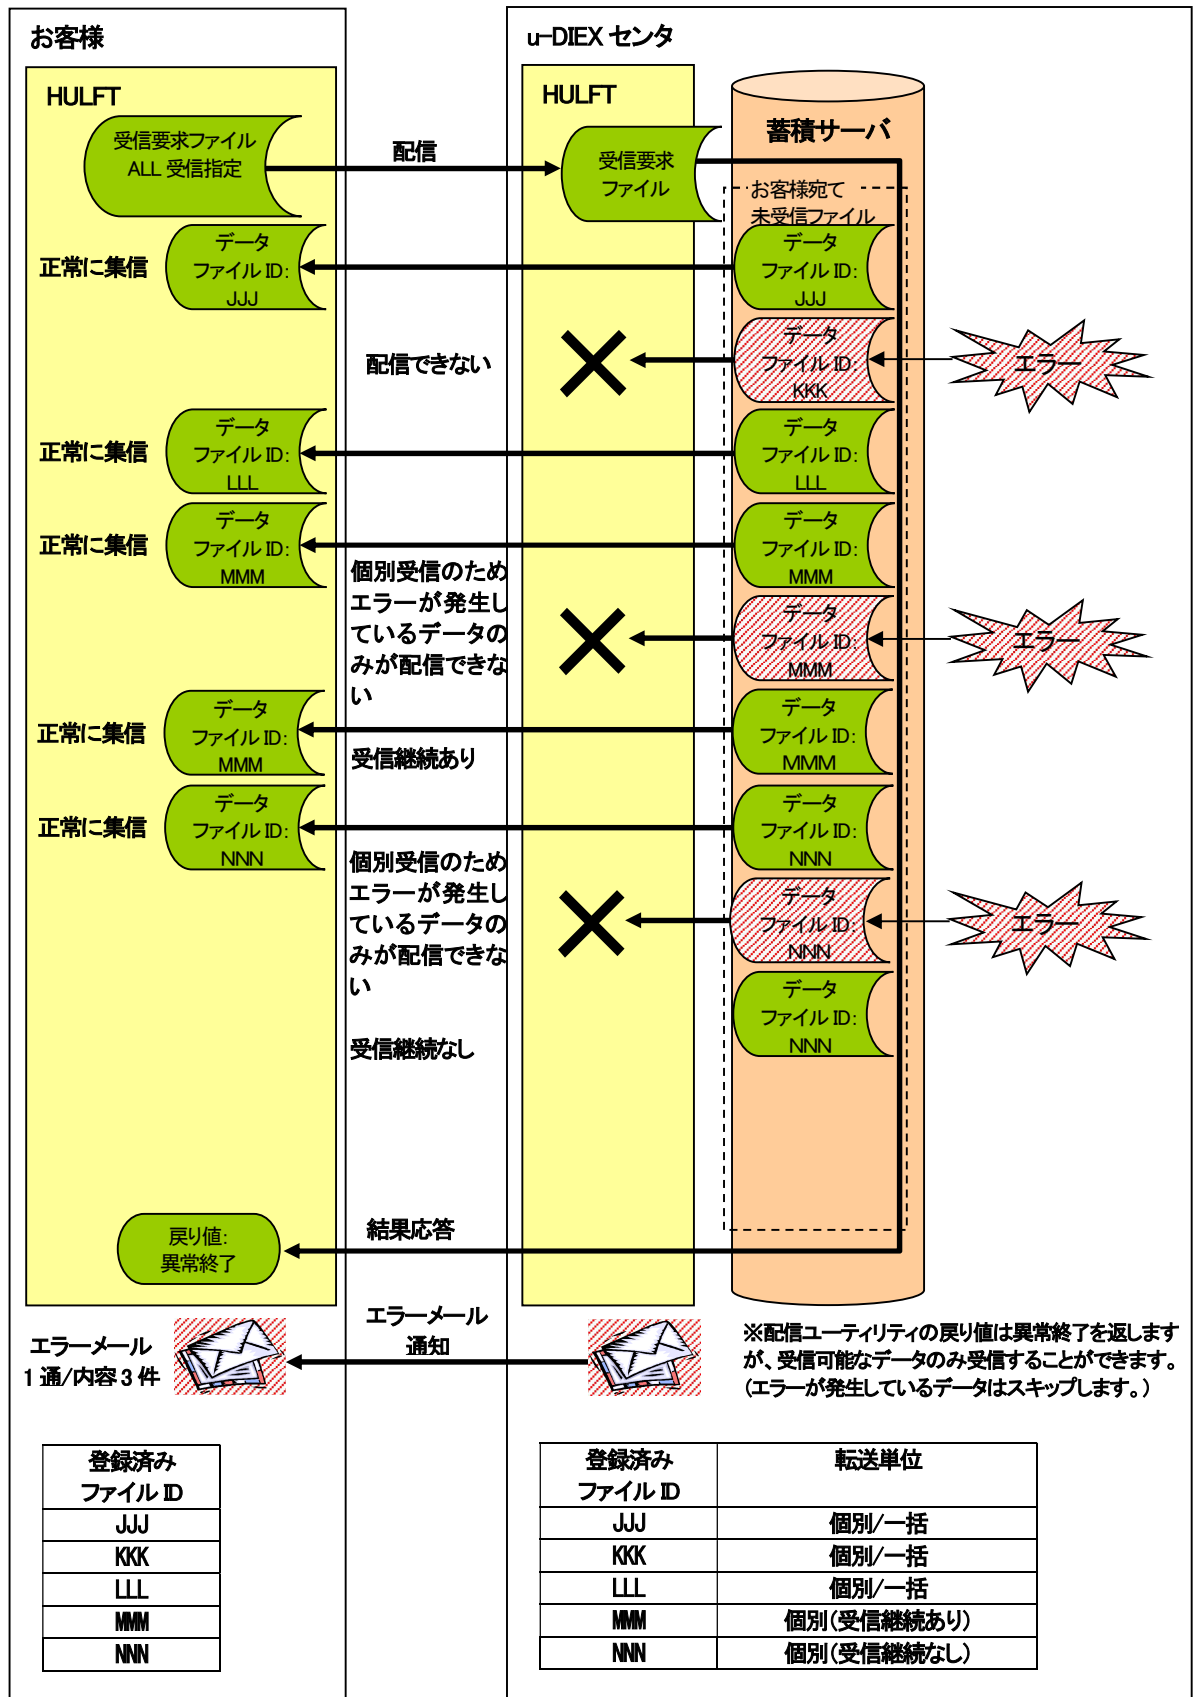 お客様
u-DIEX センタ
HULFT
HULFT
蓄積サーバ
受信要求ファイル
ALL 受信指定
配信
受信要求
ファイル
お客様宛て
未受信ファイル
正常に集信
データ
ファイル ID:
JJJ
データ
ファイル ID:
JJJ
配信できない
データ
ファイル ID:
KKK
エラー
正常に集信
データ
ファイル ID:
LLL
データ
ファイル ID:
LLL
正常に集信
データ
ファイル ID:
MMM
データ
ファイル ID:
MMM
個別受信のため
エラーが発生し
ているデータの
みが配信できな
い
データ
ファイル ID:
MMM
エラー
正常に集信
データ
ファイル ID:
MMM
受信継続あり
データ
ファイル ID:
MMM
正常に集信
データ
ファイル ID:
NNN
データ
ファイル ID:
NNN
個別受信のため
エラーが発生し
ているデータの
みが配信できな
い
データ
ファイル ID:
NNN
エラー
受信継続なし
データ
ファイル ID:
NNN
戻り値:
異常終了
結果応答
エラーメール
1 通/内容 3 件
エラーメール
通知
※配信ユーティリティの戻り値は異常終了を返します
が、受信可能なデータのみ受信することができます。
(エラーが発生しているデータはスキップします。)
登録済み
ファイル ID
JJJ
KKK
LLL
MMM
NNN
登録済み
ファイル ID
転送単位
JJJ 個別/一括
KKK 個別/一括
LLL 個別/一括
MMM 個別(受信継続あり)
NNN 個別(受信継続なし)